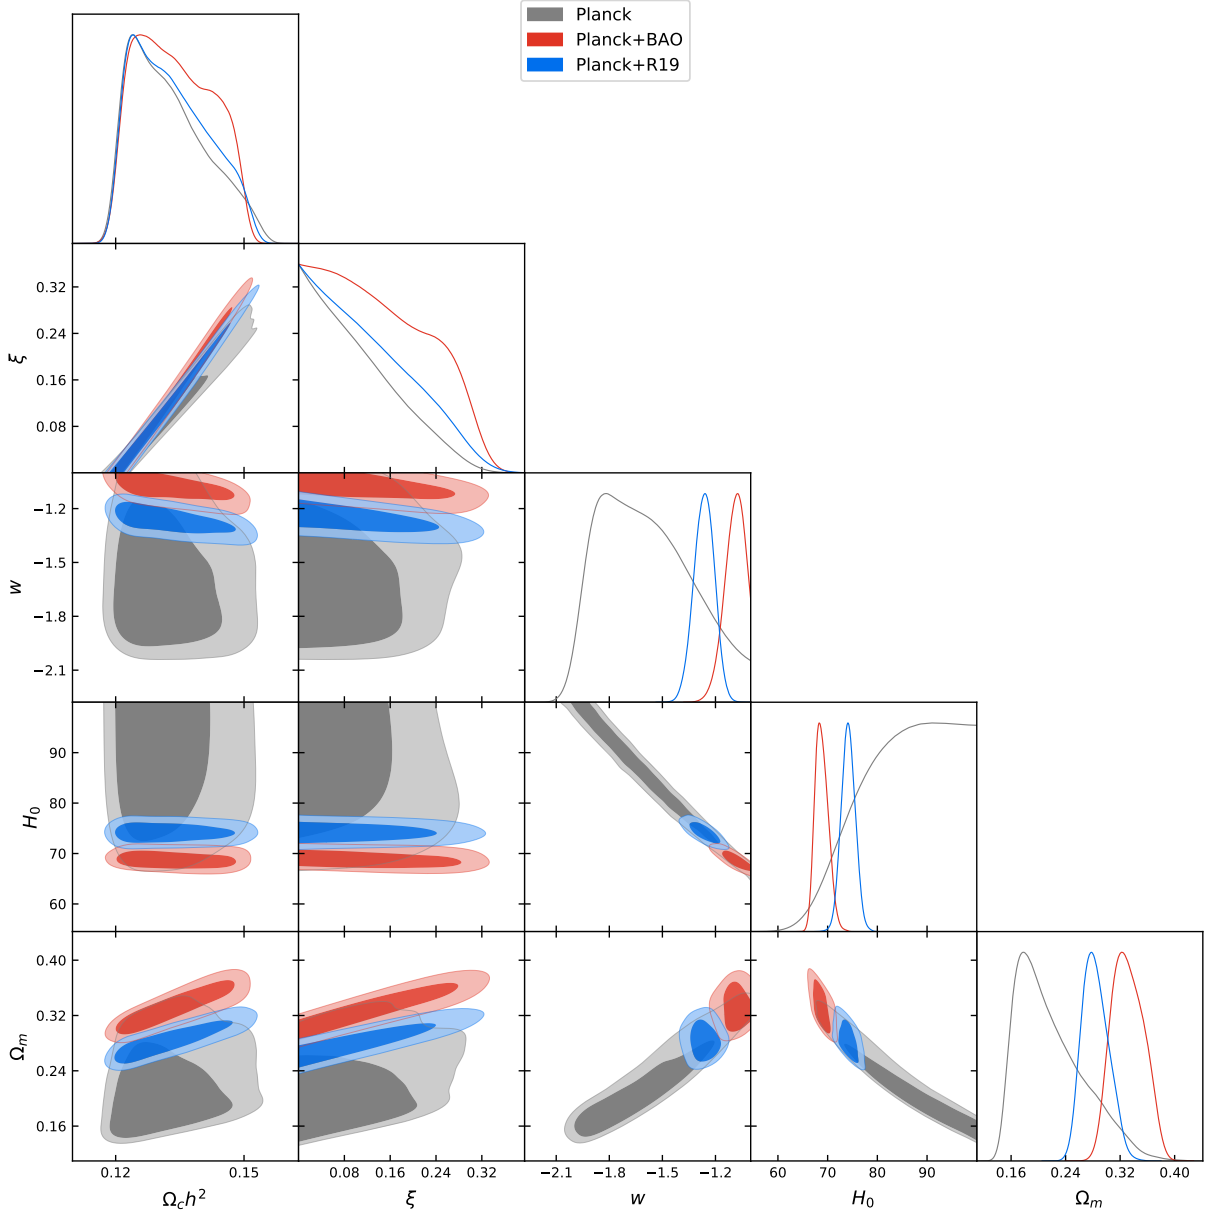 Planck
Planck+BAO
Planck+R19
0.32
0.24
0.16
0.08
ξ
−1.2
−1.5
−1.8
−2.1
w
90
80
70
60
H₀
0.40
0.32
0.24
0.16
Ωₘ
0.12 0.15
0.08 0.16 0.24 0.32
−2.1 −1.8 −1.5 −1.2
60 70 80 90
0.16 0.24 0.32 0.40
Ω_c h²
ξ
w
H₀
Ωₘ